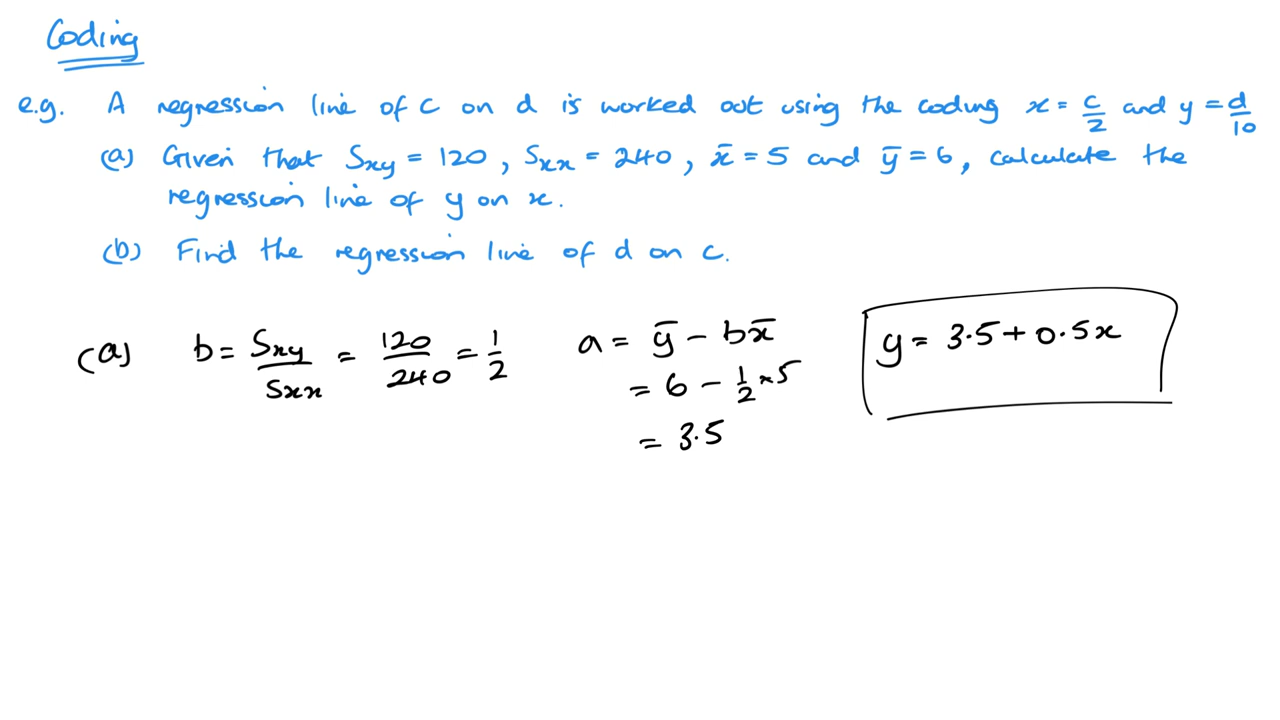 Coding
e.g. A regression line of c on d is worked out using the coding x = c/2 and y = d/10
(a) Given that Sxy = 120, Sxx = 240, x̄ = 5 and ȳ = 6, calculate the
regression line of y on x.
(b) Find the regression line of d on c.
(a) b = Sxy/Sxx = 120/240 = 1/2
a = ȳ - bx̄
= 6 - 1/2 × 5
= 3.5
y = 3.5 + 0.5x